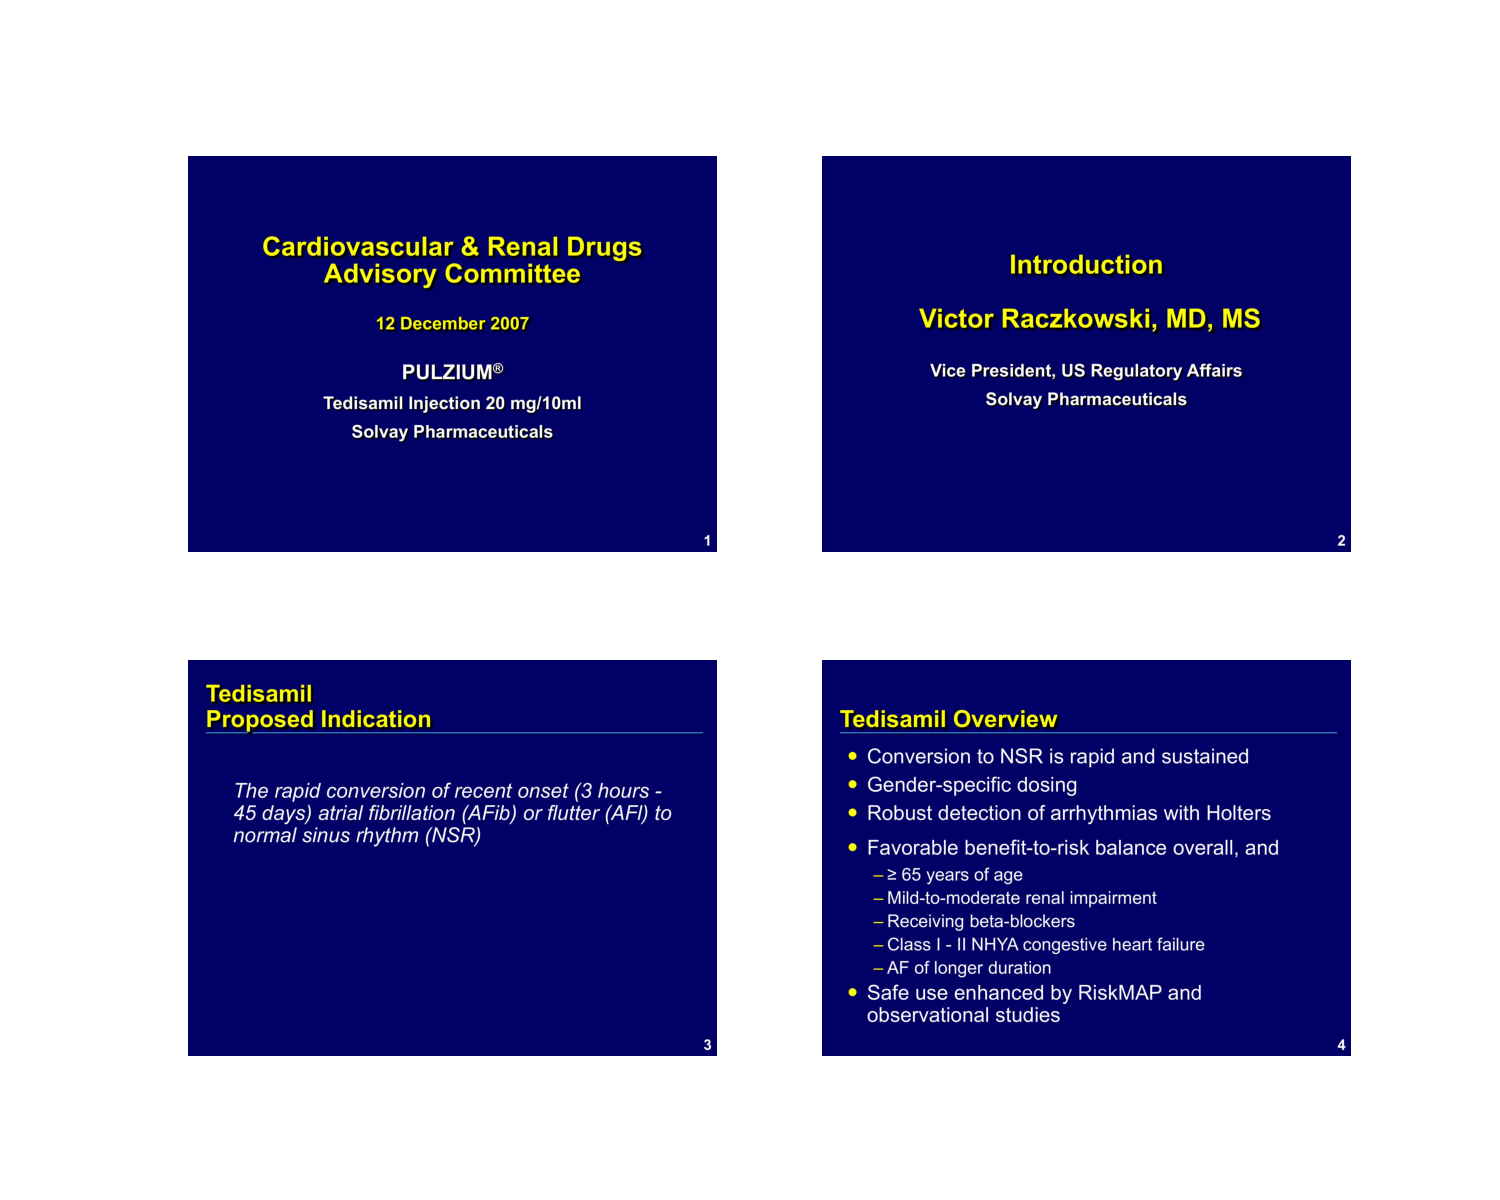 Cardiovascular & Renal Drugs
Advisory Committee
12 December 2007
PULZIUM®
Tedisamil Injection 20 mg/10ml
Solvay Pharmaceuticals
1
Introduction
Victor Raczkowski, MD, MS
Vice President, US Regulatory Affairs
Solvay Pharmaceuticals
2
Tedisamil
Proposed Indication
The rapid conversion of recent onset (3 hours -
45 days) atrial fibrillation (AFib) or flutter (AFl) to
normal sinus rhythm (NSR)
3
Tedisamil Overview
• Conversion to NSR is rapid and sustained
• Gender-specific dosing
• Robust detection of arrhythmias with Holters
• Favorable benefit-to-risk balance overall, and
– ≥ 65 years of age
– Mild-to-moderate renal impairment
– Receiving beta-blockers
– Class I - II NHYA congestive heart failure
– AF of longer duration
• Safe use enhanced by RiskMAP and
observational studies
4